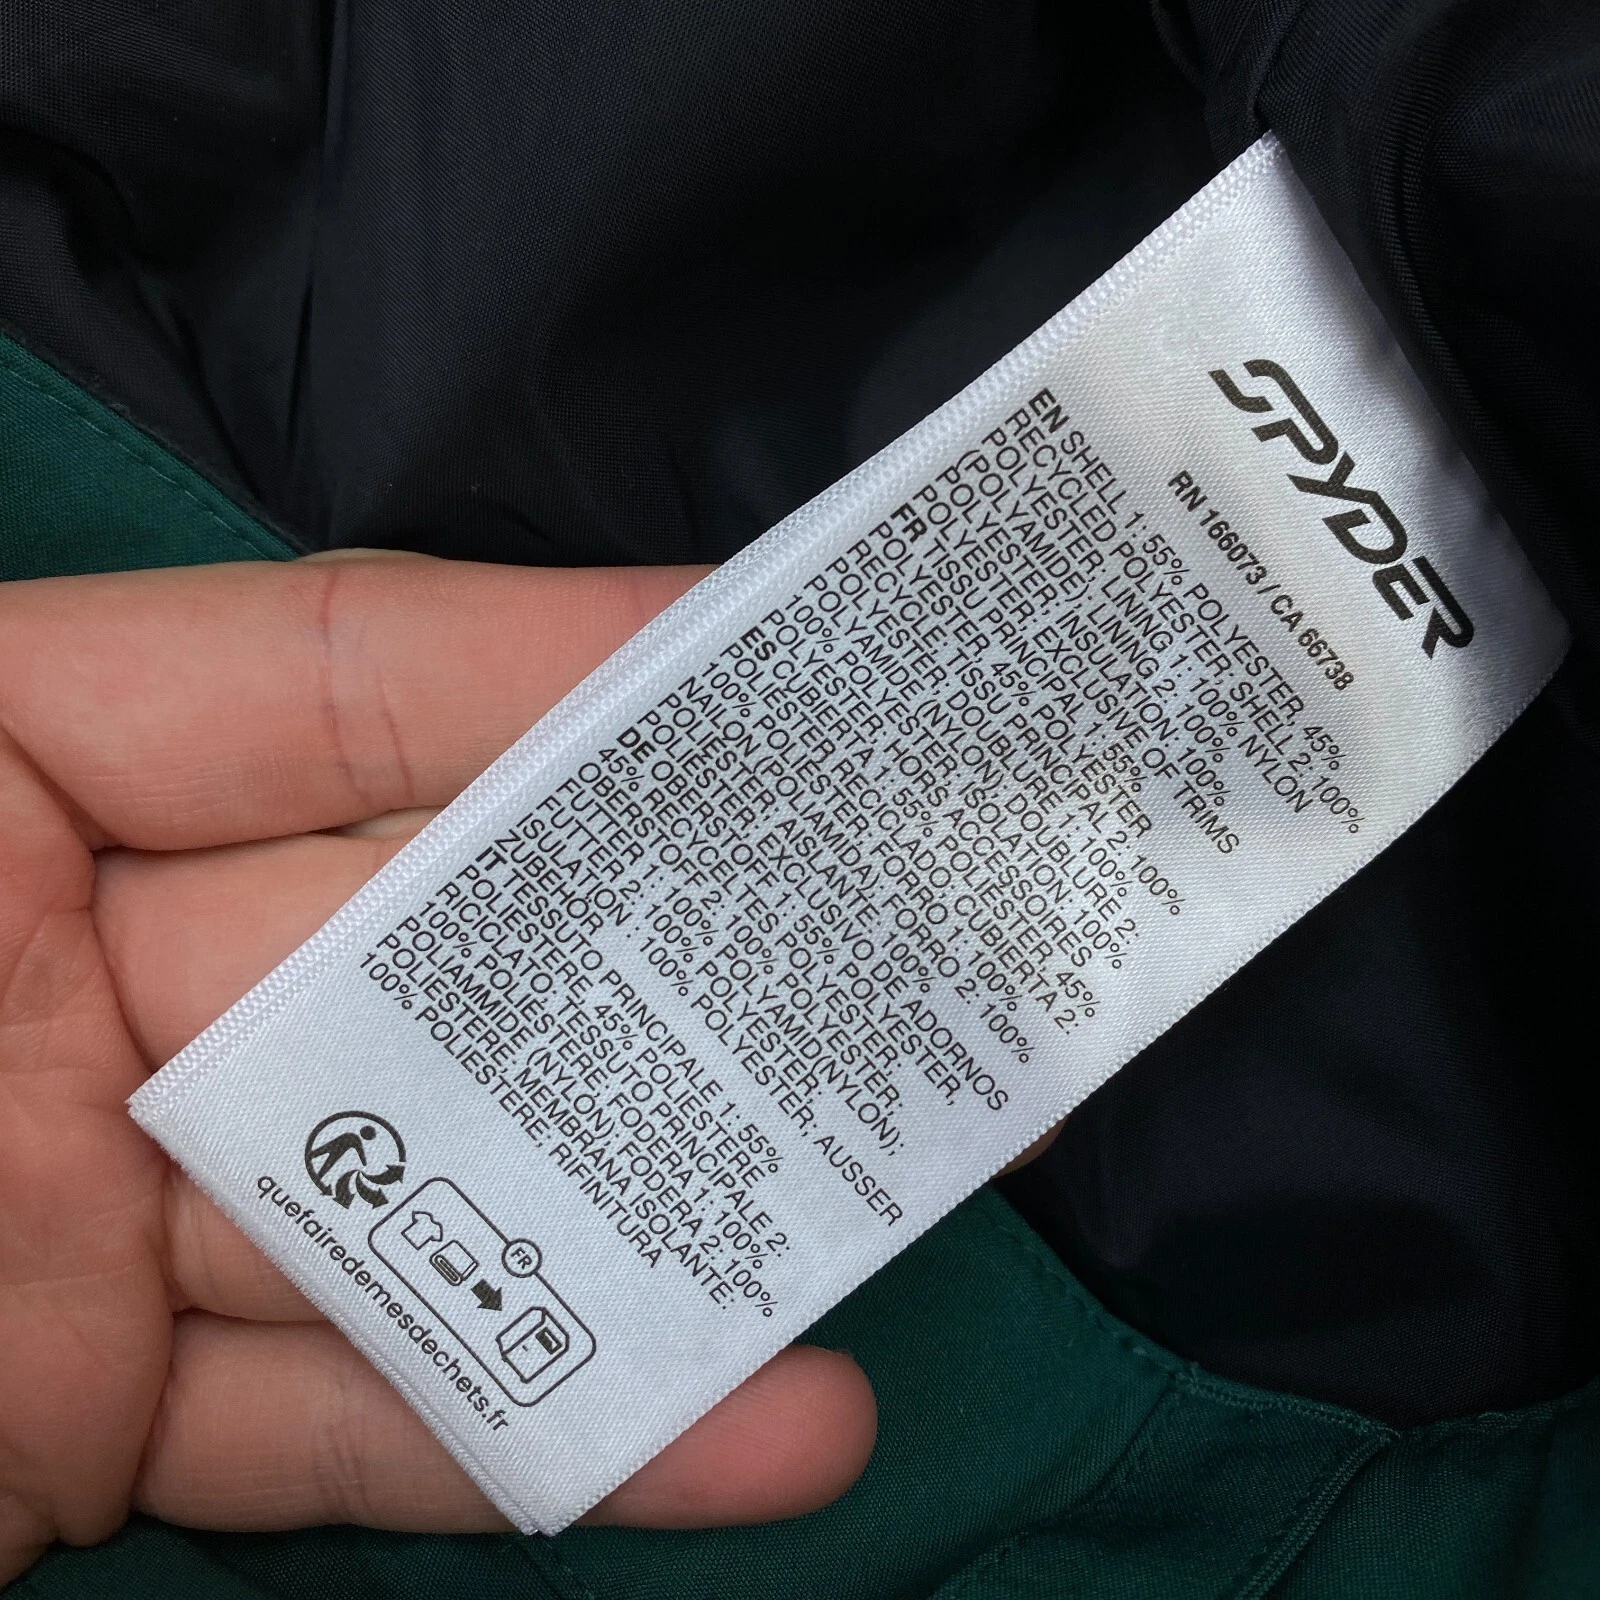 SPYDER
RN 166073 / CA 66738
EN SHELL 1: 55% POLYESTER, 45%
RECYCLED POLYESTER; SHELL 2: 100%
POLYESTER; LINING 1: 100% NYLON
(POLYAMIDE); LINING 2: 100%
POLYESTER; INSULATION: 100%
POLYESTER, EXCLUSIVE OF TRIMS
FR TISSU PRINCIPAL 1: 55%
POLYESTER, 45% POLYESTER
RECYCLÉ; TISSU PRINCIPAL 2: 100%
POLYESTER; DOUBLURE 1: 100%
POLYAMIDE (NYLON); DOUBLURE 2:
100% POLYESTER; ISOLATION: 100%
POLYESTER, HORS ACCESSOIRES
ES CUBIERTA 1: 55% POLIÉSTER, 45%
POLIÉSTER RECICLADO; CUBIERTA 2:
100% POLIÉSTER; FORRO 1: 100%
NAILON (POLIAMIDA); FORRO 2: 100%
POLIÉSTER; AISLANTE: 100%
POLIÉSTER, EXCLUSIVO DE ADORNOS
DE OBERSTOFF 1: 55% POLYESTER,
45% RECYCELTES POLYESTER;
OBERSTOFF 2: 100% POLYESTER;
FUTTER 1: 100% POLYAMID(NYLON);
FUTTER 2: 100% POLYESTER;
ISULATION : 100% POLYESTER, AUSSER
ZUBEHÖR
IT TESSUTO PRINCIPALE 1: 55%
POLIESTERE, 45% POLIESTERE
RICICLATO; TESSUTO PRINCIPALE 2:
100% POLIÉSTERE; FODERA 1: 100%
POLIAMMIDE (NYLON); FODERA 2: 100%
POLIESTERE; MEMBRANA ISOLANTE:
100% POLIESTERE, RIFINITURA
FR
quefairedemesdechets.fr